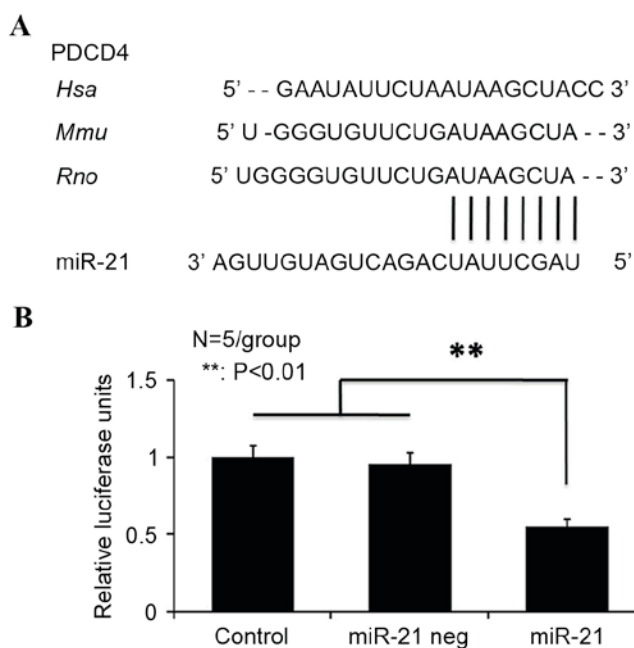 A
PDCD4
Hsa 5’ - - GAAUAUUCUAAUAAGCUACC 3’
Mmu 5’ U - GGGUGUUCUGAUAAGCUA - - 3’
Rno 5’ UGGGGUGUUCUGAUAAGCUA - - 3’
miR-21 3’ AGUUGUAGUCAGACUAUUCGAU 5’
B
N=5/group
**: P<0.01
**
Relative luciferase units
1.5
1
0.5
0
Control miR-21 neg miR-21